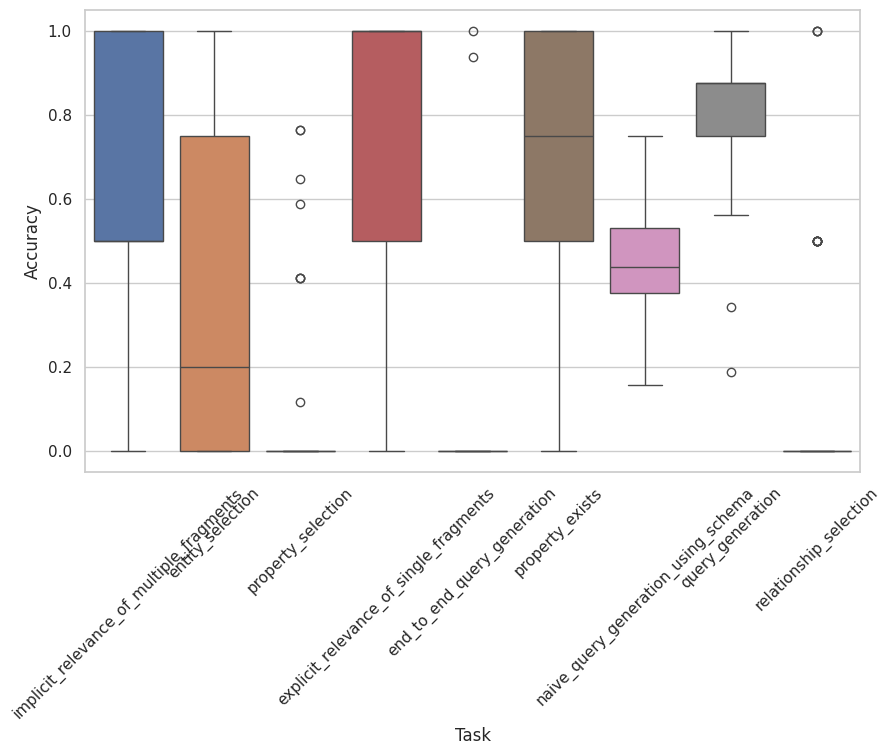 1.0
0.8
0.6
0.4
0.2
0.0
Accuracy
implicit_relevance_of_multiple_fragments
entity_selection
property_selection
explicit_relevance_of_single_fragments
end_to_end_query_generation
property_exists
naive_query_generation_using_schema
query_generation
relationship_selection
Task